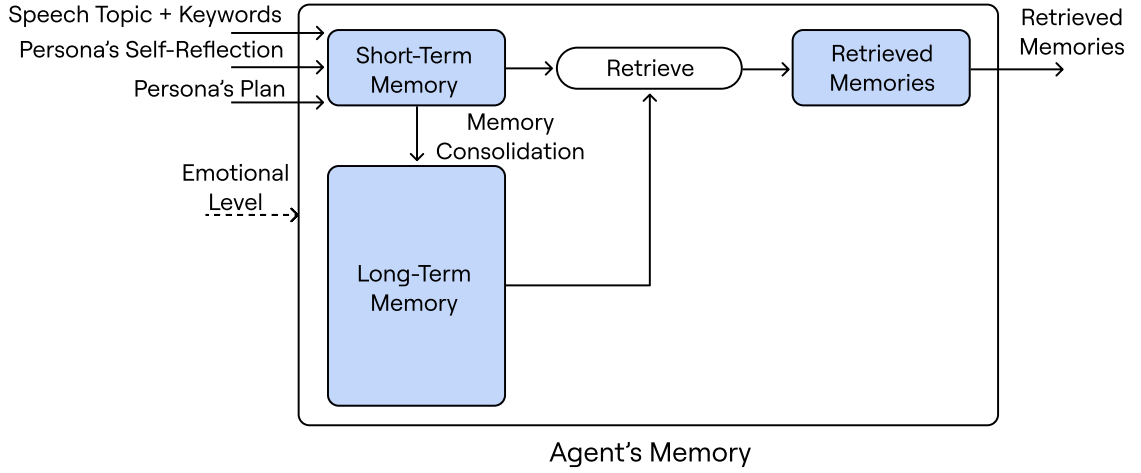 Speech Topic + Keywords
Persona’s Self-Reflection
Persona’s Plan
Emotional
Level
Short-Term
Memory
Memory
Consolidation
Long-Term
Memory
Retrieve
Retrieved
Memories
Retrieved
Memories
Agent’s Memory